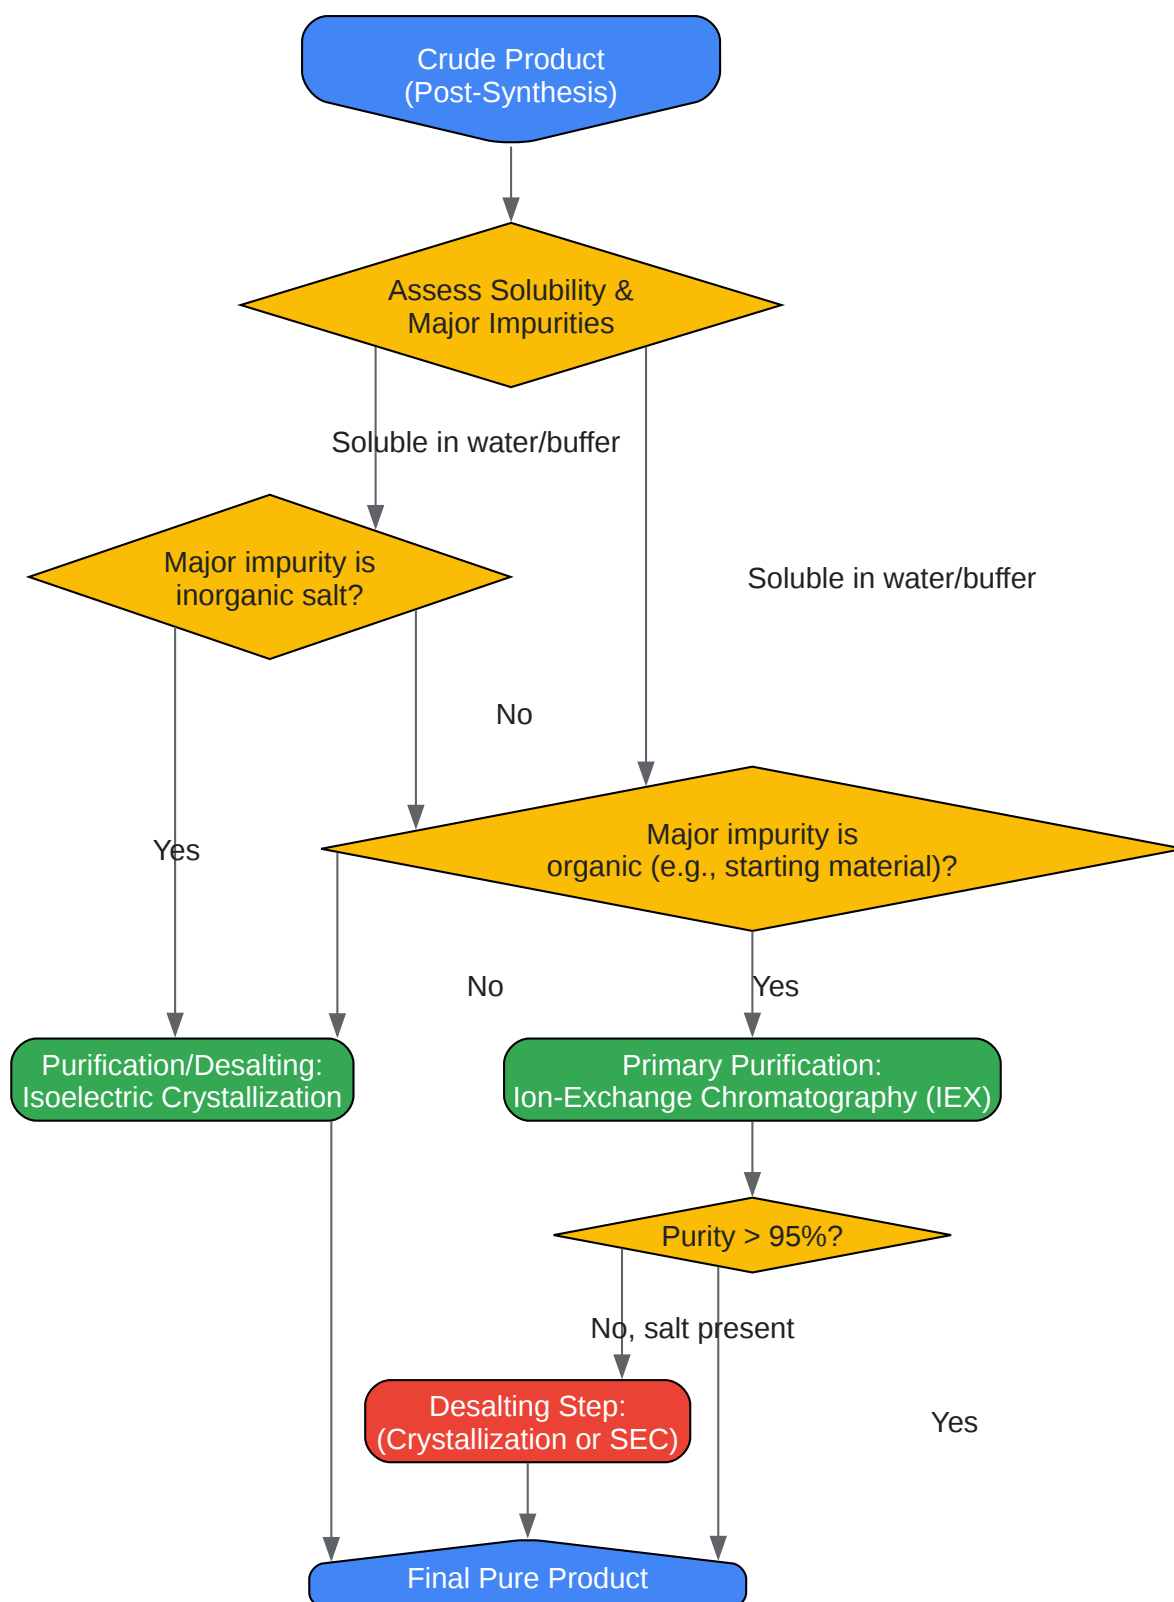 Crude Product
(Post-Synthesis)
Assess Solubility &
Major Impurities
Soluble in water/buffer
Major impurity is
inorganic salt?
Soluble in water/buffer
No
Major impurity is
organic (e.g., starting material)?
Yes
No
Yes
Purification/Desalting:
Isoelectric Crystallization
Primary Purification:
Ion-Exchange Chromatography (IEX)
Purity > 95%?
No, salt present
Desalting Step:
(Crystallization or SEC)
Yes
Final Pure Product